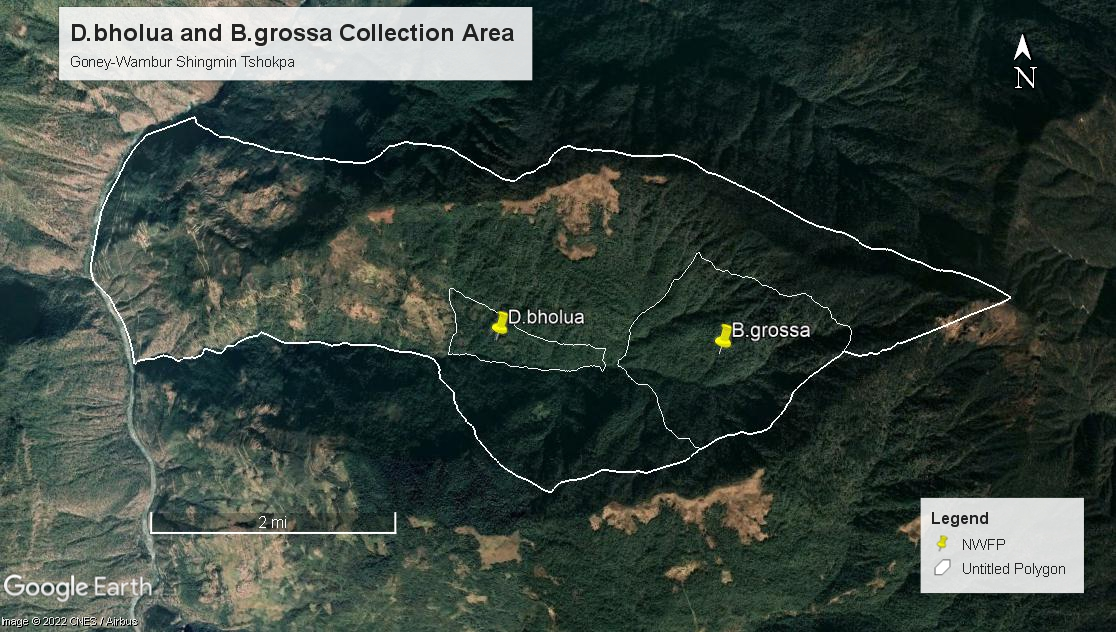 D.bholua and B.grossa Collection Area
Goney-Wambur Shingmin Tshokpa
N
D.bholua
B.grossa
2 mi
Legend
NWFP
Untitled Polygon
Google Earth
Image © 2022 CNES / Airbus